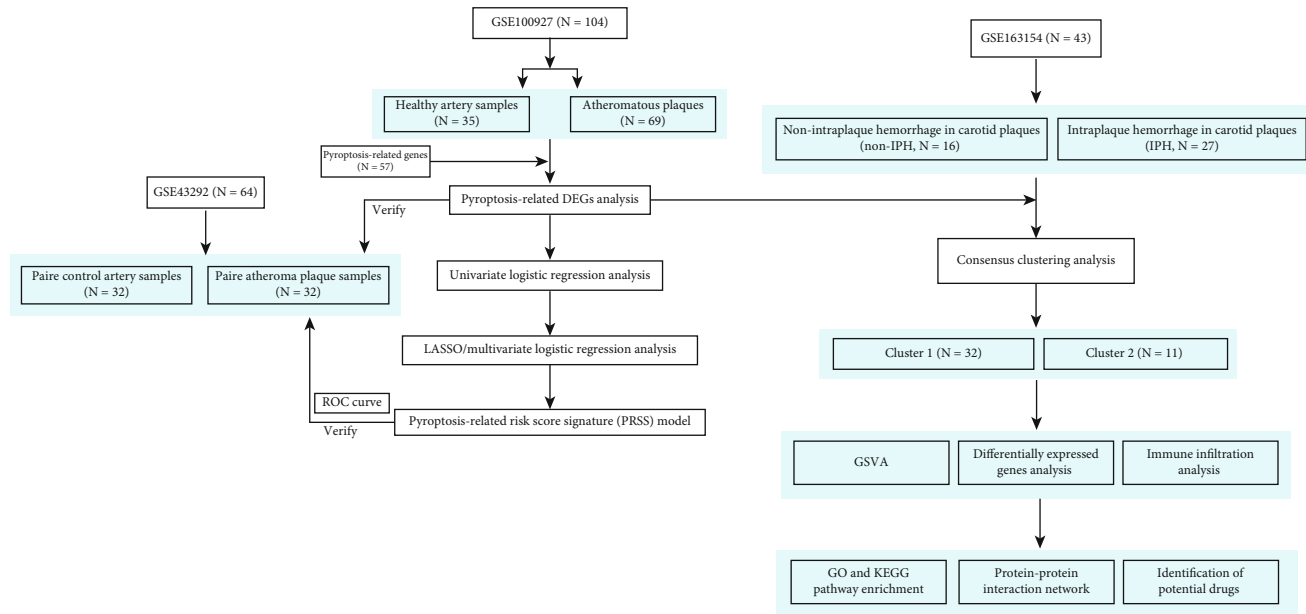 GSE100927 (N = 104)
Healthy artery samples
(N = 35)
Atheromatous plaques
(N = 69)
Pyroptosis-related genes
(N = 57)
Pyroptosis-related DEGs analysis
Verify
GSE43292 (N = 64)
Paire control artery samples
(N = 32)
Paire atheroma plaque samples
(N = 32)
Univariate logistic regression analysis
LASSO/multivariate logistic regression analysis
ROC curve
Verify
Pyroptosis-related risk score signature (PRSS) model
GSE163154 (N = 43)
Non-intraplaque hemorrhage in carotid plaques
(non-IPH, N = 16)
Intraplaque hemorrhage in carotid plaques
(IPH, N = 27)
Consensus clustering analysis
Cluster 1 (N = 32)
Cluster 2 (N = 11)
GSVA
Differentially expressed
genes analysis
Immune infiltration
analysis
GO and KEGG
pathway enrichment
Protein-protein
interaction network
Identification of
potential drugs